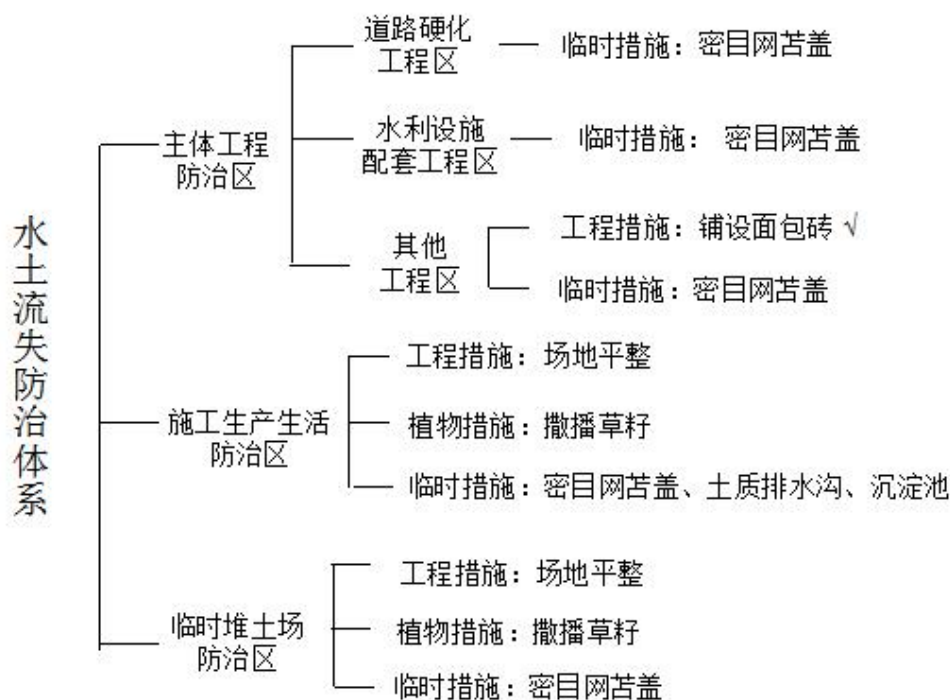 水土流失防治体系
主体工程
防治区
道路硬化
工程区
临时措施：密目网苫盖
水利设施
配套工程区
临时措施： 密目网苫盖
其他
工程区
工程措施：铺设面包砖 √
临时措施：密目网苫盖
施工生产生活
防治区
工程措施：场地平整
植物措施：撒播草籽
临时措施：密目网苫盖、土质排水沟、沉淀池
临时堆土场
防治区
工程措施：场地平整
植物措施：撒播草籽
临时措施：密目网苫盖